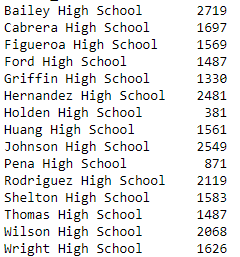 Bailey High School 2719
Cabrera High School 1697
Figueroa High School 1569
Ford High School 1487
Griffin High School 1330
Hernandez High School 2481
Holden High School 381
Huang High School 1561
Johnson High School 2549
Pena High School 871
Rodriguez High School 2119
Shelton High School 1583
Thomas High School 1487
Wilson High School 2068
Wright High School 1626